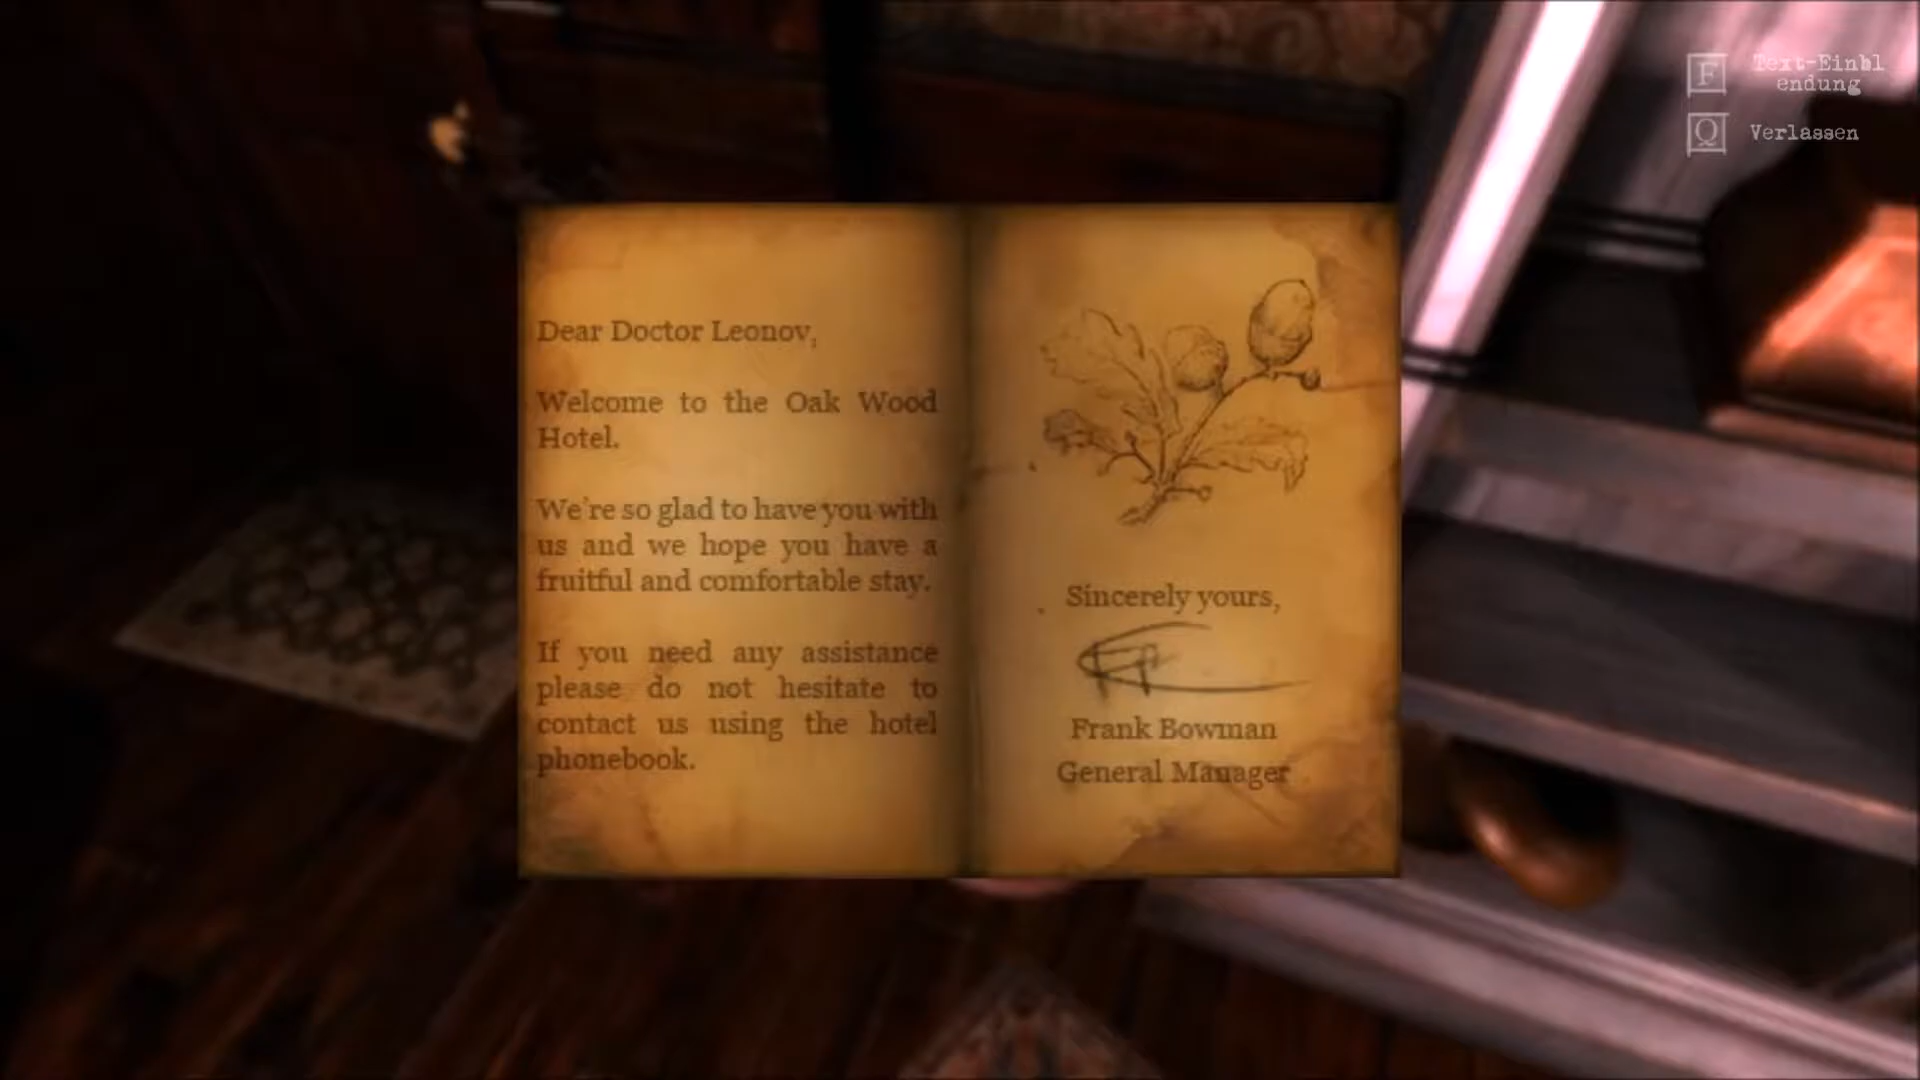 F Text-Einbl
endung
Q Verlassen
Dear Doctor Leonov,
Welcome to the Oak Wood
Hotel.
We're so glad to have you with
us and we hope you have a
fruitful and comfortable stay.
If you need any assistance
please do not hesitate to
contact us using the hotel
phonebook.
Sincerely yours,
Frank Bowman
General Manager